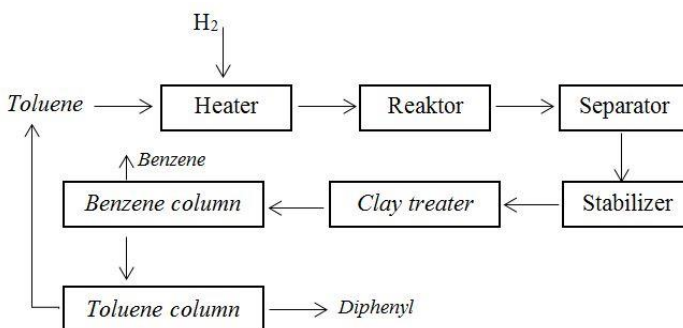 H₂
Toluene
Heater
Reaktor
Separator
Benzene
Benzene column
Clay treater
Stabilizer
Toluene column
Diphenyl